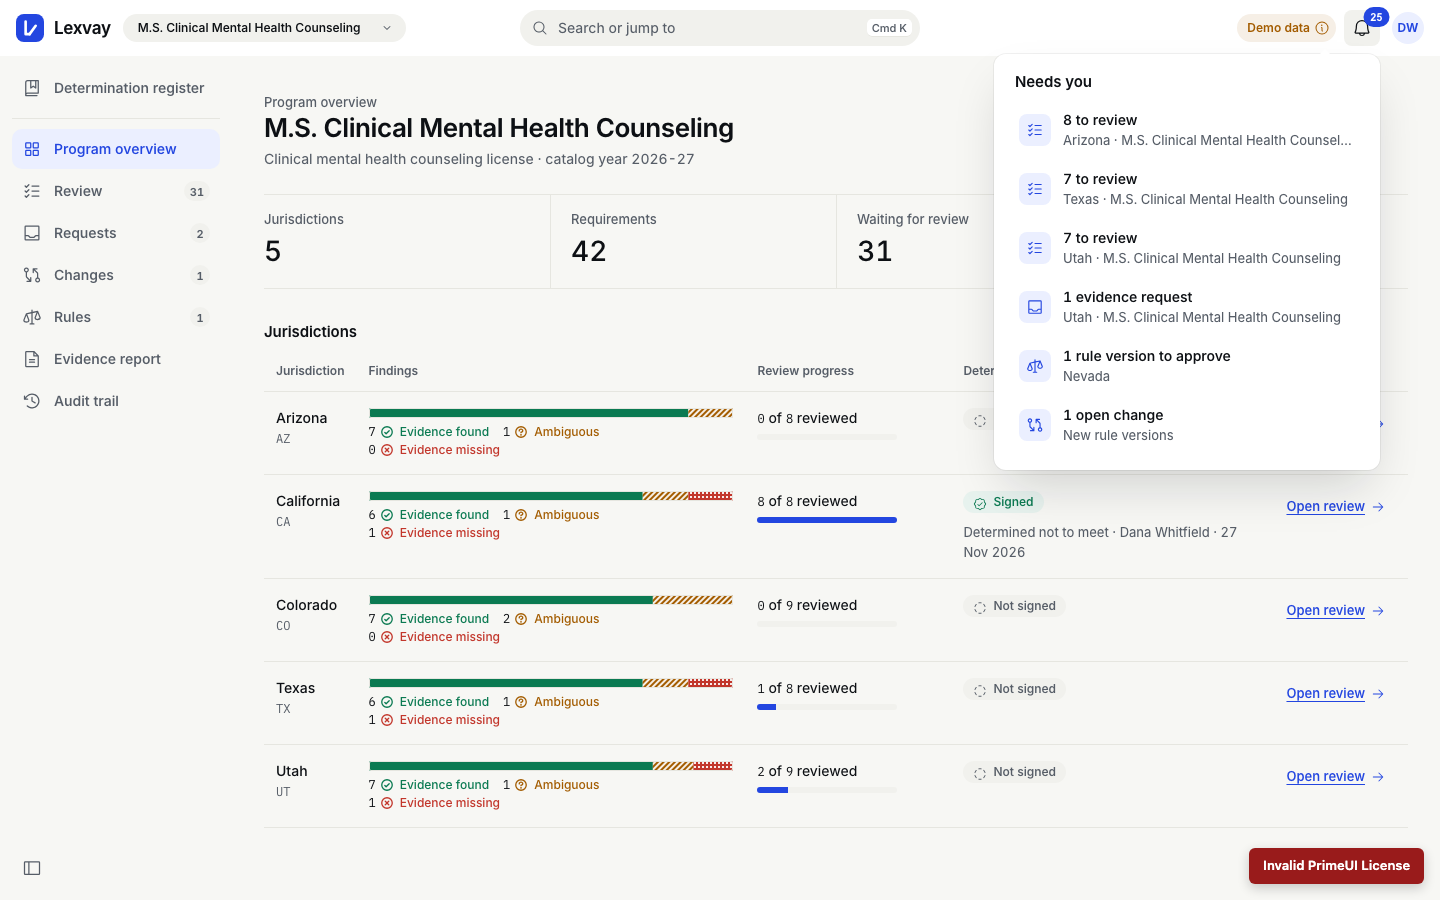 Lexvay
M.S. Clinical Mental Health Counseling
Search or jump to
Cmd K
Demo data
25
DW
Determination register
Program overview
Review 31
Requests 2
Changes 1
Rules 1
Evidence report
Audit trail
Program overview
M.S. Clinical Mental Health Counseling
Clinical mental health counseling license · catalog year 2026-27
Jurisdictions
5
Requirements
42
Waiting for review
31
Needs you
8 to review
Arizona · M.S. Clinical Mental Health Counsel...
7 to review
Texas · M.S. Clinical Mental Health Counseling
7 to review
Utah · M.S. Clinical Mental Health Counseling
1 evidence request
Utah · M.S. Clinical Mental Health Counseling
1 rule version to approve
Nevada
1 open change
New rule versions
Jurisdictions
Jurisdiction Findings Review progress Deter
Arizona
AZ
7 Evidence found 1 Ambiguous
0 Evidence missing
0 of 8 reviewed
California
CA
6 Evidence found 1 Ambiguous
1 Evidence missing
8 of 8 reviewed
Signed
Determined not to meet · Dana Whitfield · 27
Nov 2026
Open review
Colorado
CO
7 Evidence found 2 Ambiguous
0 Evidence missing
0 of 9 reviewed
Not signed
Open review
Texas
TX
6 Evidence found 1 Ambiguous
1 Evidence missing
1 of 8 reviewed
Not signed
Open review
Utah
UT
7 Evidence found 1 Ambiguous
1 Evidence missing
2 of 9 reviewed
Not signed
Open review
Invalid PrimeUI License